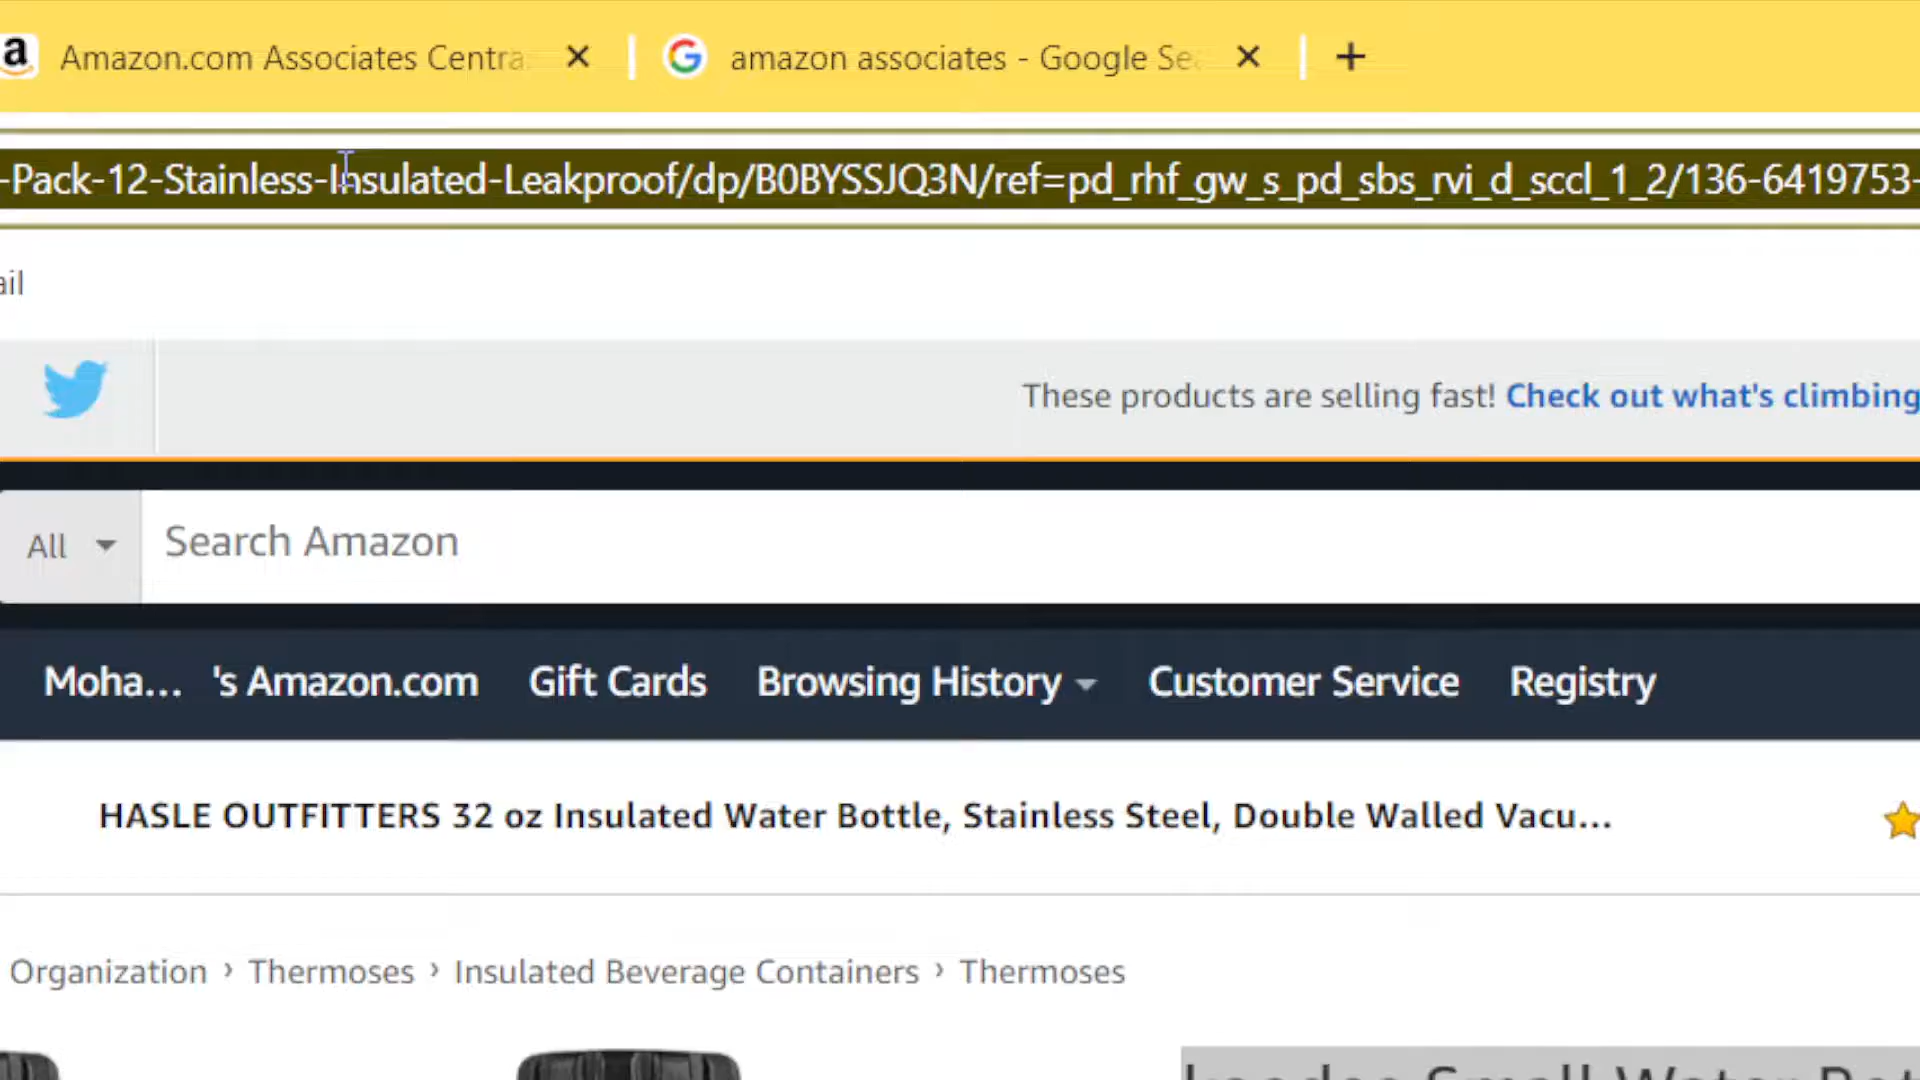 a Amazon.com Associates Centra amazon associates - Google Se
-Pack-12-Stainless-Insulated-Leakproof/dp/B0BYSSJQ3N/ref=pd_rhf_gw_s_pd_sbs_rvi_d_sccl_1_2/136-6419753-
ail
These products are selling fast! Check out what's climbing
All Search Amazon
Moha... 's Amazon.com Gift Cards Browsing History Customer Service Registry
HASLE OUTFITTERS 32 oz Insulated Water Bottle, Stainless Steel, Double Walled Vacu...
Organization › Thermoses › Insulated Beverage Containers › Thermoses
Small Water